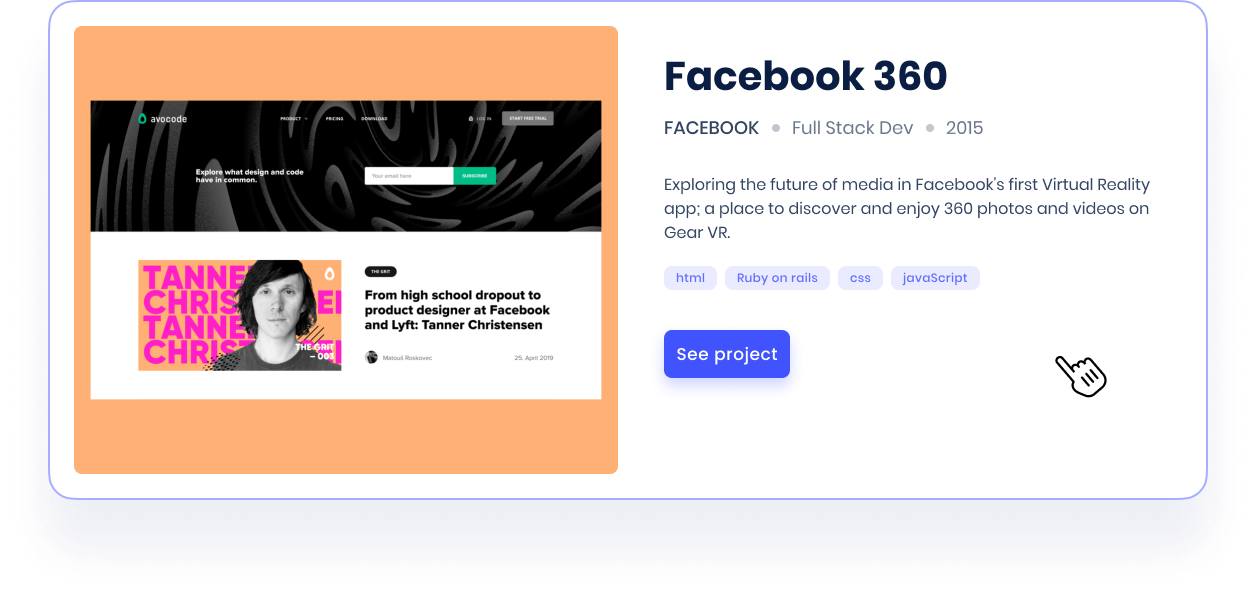 avocode
PRODUCT
PRICING
DOWNLOAD
LOG IN
START FREE TRIAL
Explore what design and code
have in common.
Your email here
SUBSCRIBE
TANNE
CHRIS EN
TANNE
CHRIST
THE GRIT
– 003
THE GRIT
From high school dropout to
product designer at Facebook
and Lyft: Tanner Christensen
Matouš Roskovec
25. April 2019
Facebook 360
FACEBOOK • Full Stack Dev • 2015
Exploring the future of media in Facebook's first Virtual Reality
app; a place to discover and enjoy 360 photos and videos on
Gear VR.
html Ruby on rails css javaScript
See project